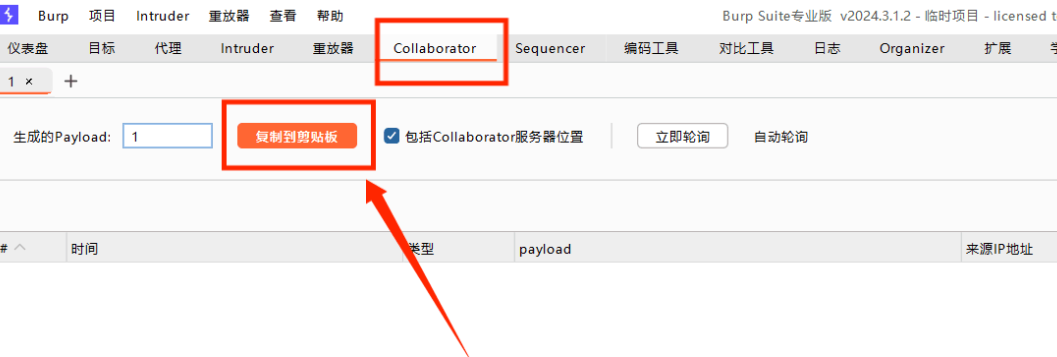 Burp 项目 Intruder 重放器 查看 帮助 Burp Suite专业版 v2024.3.1.2 - 临时项目 - licensed to
仪表盘 目标 代理 Intruder 重放器 Collaborator Sequencer 编码工具 对比工具 日志 Organizer 扩展
1 × +
生成的Payload: 1 复制到剪贴板 包括Collaborator服务器位置 立即轮询 自动轮询
# 时间 类型 payload 来源IP地址